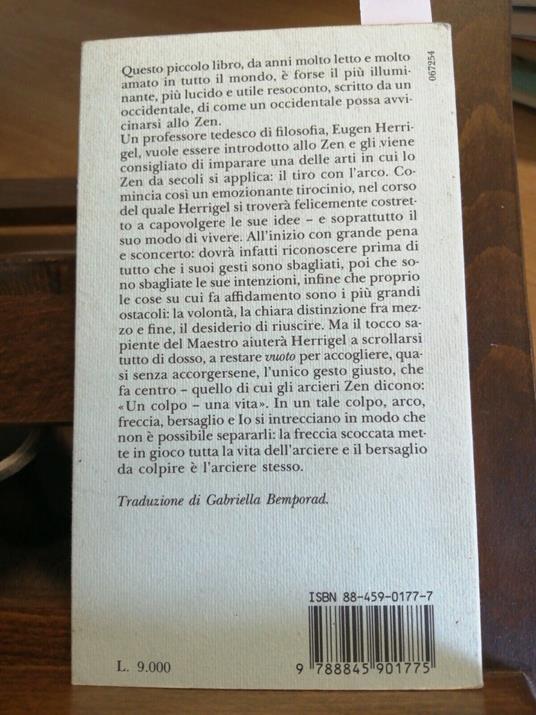 Questo piccolo libro, da anni molto letto e molto
amato in tutto il mondo, è forse il più illumi-
nante, più lucido e utile resoconto, scritto da un
occidentale, di come un occidentale possa avvi-
cinarsi allo Zen.
Un professore tedesco di filosofia, Eugen Herri-
gel, vuole essere introdotto allo Zen e gli viene
consigliato di imparare una delle arti in cui lo
Zen da secoli si applica: il tiro con l'arco. Co-
mincia così un emozionante tirocinio, nel corso
del quale Herrigel si troverà felicemente costret-
to a capovolgere le sue idee – e soprattutto il
suo modo di vivere. All'inizio con grande pena
e sconcerto: dovrà infatti riconoscere prima di
tutto che i suoi gesti sono sbagliati, poi che so-
no sbagliate le sue intenzioni, infine che proprio
le cose su cui fa affidamento sono i più grandi
ostacoli: la volontà, la chiara distinzione fra mez-
zo e fine, il desiderio di riuscire. Ma il tocco sa-
piente del Maestro aiuterà Herrigel a scrollarsi
tutto di dosso, a restare vuoto per accogliere, qua-
si senza accorgersene, l'unico gesto giusto, che
fa centro – quello di cui gli arcieri Zen dicono:
«Un colpo – una vita». In un tale colpo, arco,
freccia, bersaglio e Io si intrecciano in modo che
non è possibile separarli: la freccia scoccata met-
te in gioco tutta la vita dell'arciere e il bersaglio
da colpire è l'arciere stesso.
Traduzione di Gabriella Bemporad.
067254
ISBN 88-459-0177-7
L. 9.000
9 788845 901775